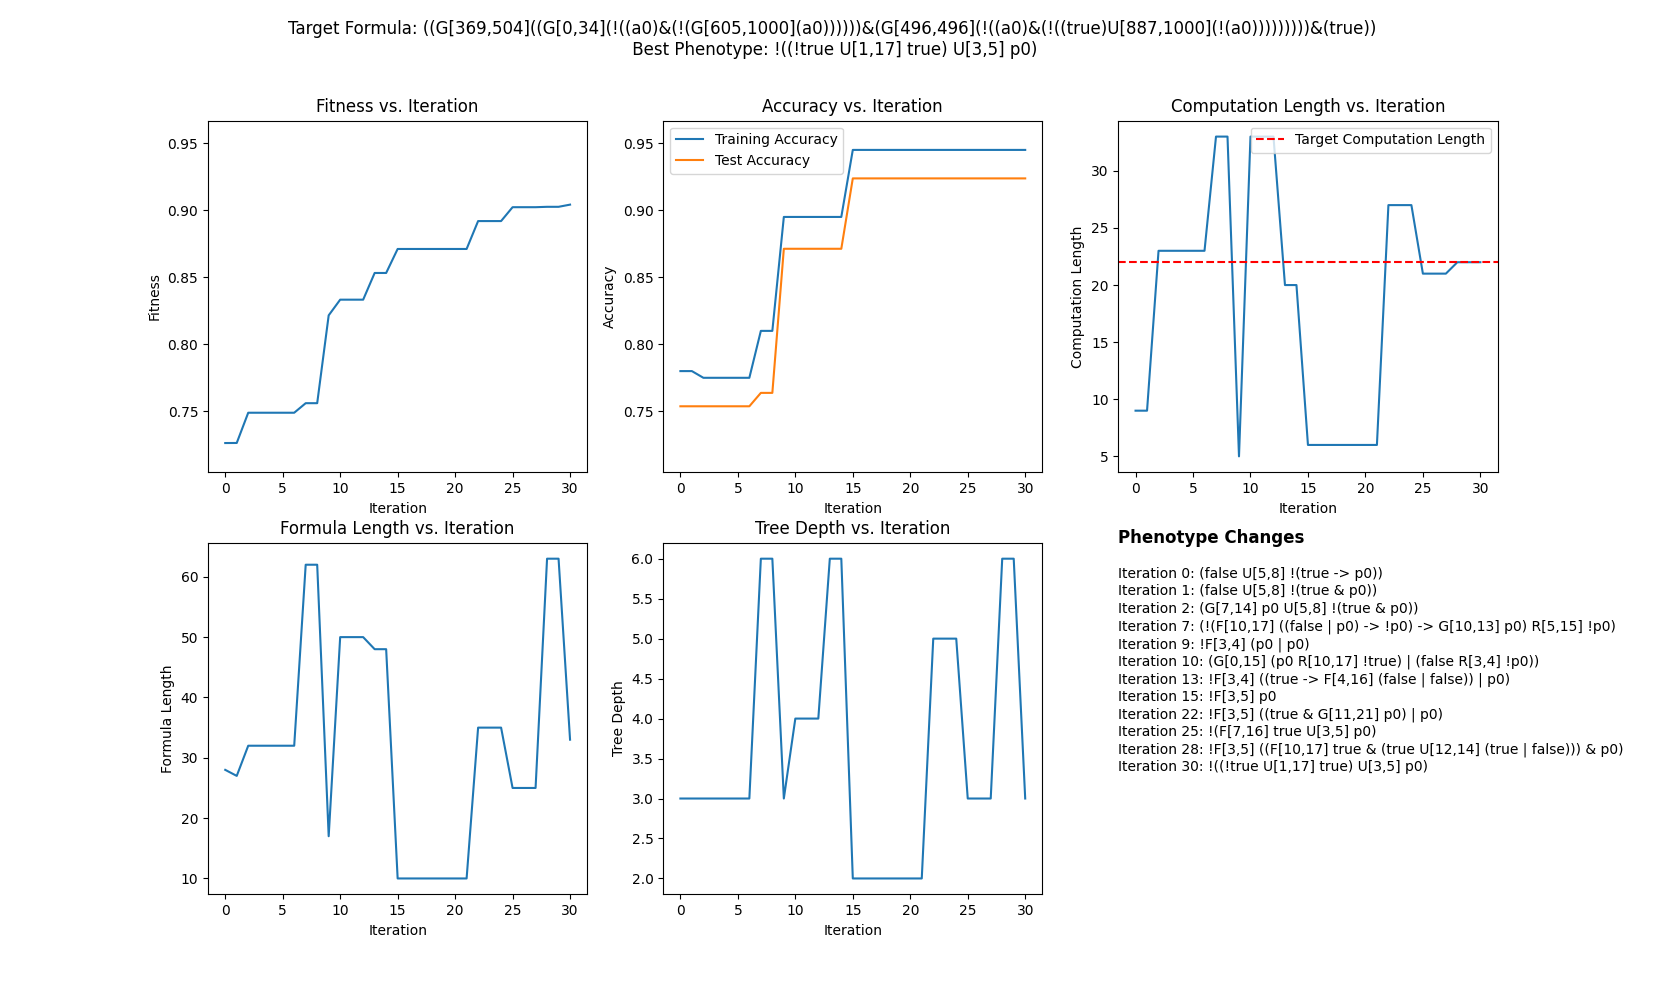 Target Formula: ((G[369,504]((G[0,34](!((a0)&(!(G[605,1000](a0))))))&(G[496,496](!((a0)&(!((true)U[887,1000](!(a0)))))))))&(true))
Best Phenotype: !((!true U[1,17] true) U[3,5] p0)
Fitness vs. Iteration
Accuracy vs. Iteration
Computation Length vs. Iteration
Fitness
0.95
0.90
0.85
0.80
0.75
0 5 10 15 20 25 30
Iteration
Accuracy
0.95
0.90
0.85
0.80
0.75
Training Accuracy
Test Accuracy
0 5 10 15 20 25 30
Iteration
Computation Length
30
25
20
15
10
5
Target Computation Length
0 5 10 15 20 25 30
Iteration
Formula Length vs. Iteration
Formula Length
60
50
40
30
20
10
0 5 10 15 20 25 30
Iteration
Tree Depth vs. Iteration
Tree Depth
6.0
5.5
5.0
4.5
4.0
3.5
3.0
2.5
2.0
0 5 10 15 20 25 30
Iteration
Phenotype Changes
Iteration 0: (false U[5,8] !(true -> p0))
Iteration 1: (false U[5,8] !(true & p0))
Iteration 2: (G[7,14] p0 U[5,8] !(true & p0))
Iteration 7: (!(F[10,17] ((false | p0) -> !p0) -> G[10,13] p0) R[5,15] !p0)
Iteration 9: !F[3,4] (p0 | p0)
Iteration 10: (G[0,15] (p0 R[10,17] !true) | (false R[3,4] !p0))
Iteration 13: !F[3,4] ((true -> F[4,16] (false | false)) | p0)
Iteration 15: !F[3,5] p0
Iteration 22: !F[3,5] ((true & G[11,21] p0) | p0)
Iteration 25: !(F[7,16] true U[3,5] p0)
Iteration 28: !F[3,5] ((F[10,17] true & (true U[12,14] (true | false))) & p0)
Iteration 30: !((!true U[1,17] true) U[3,5] p0)